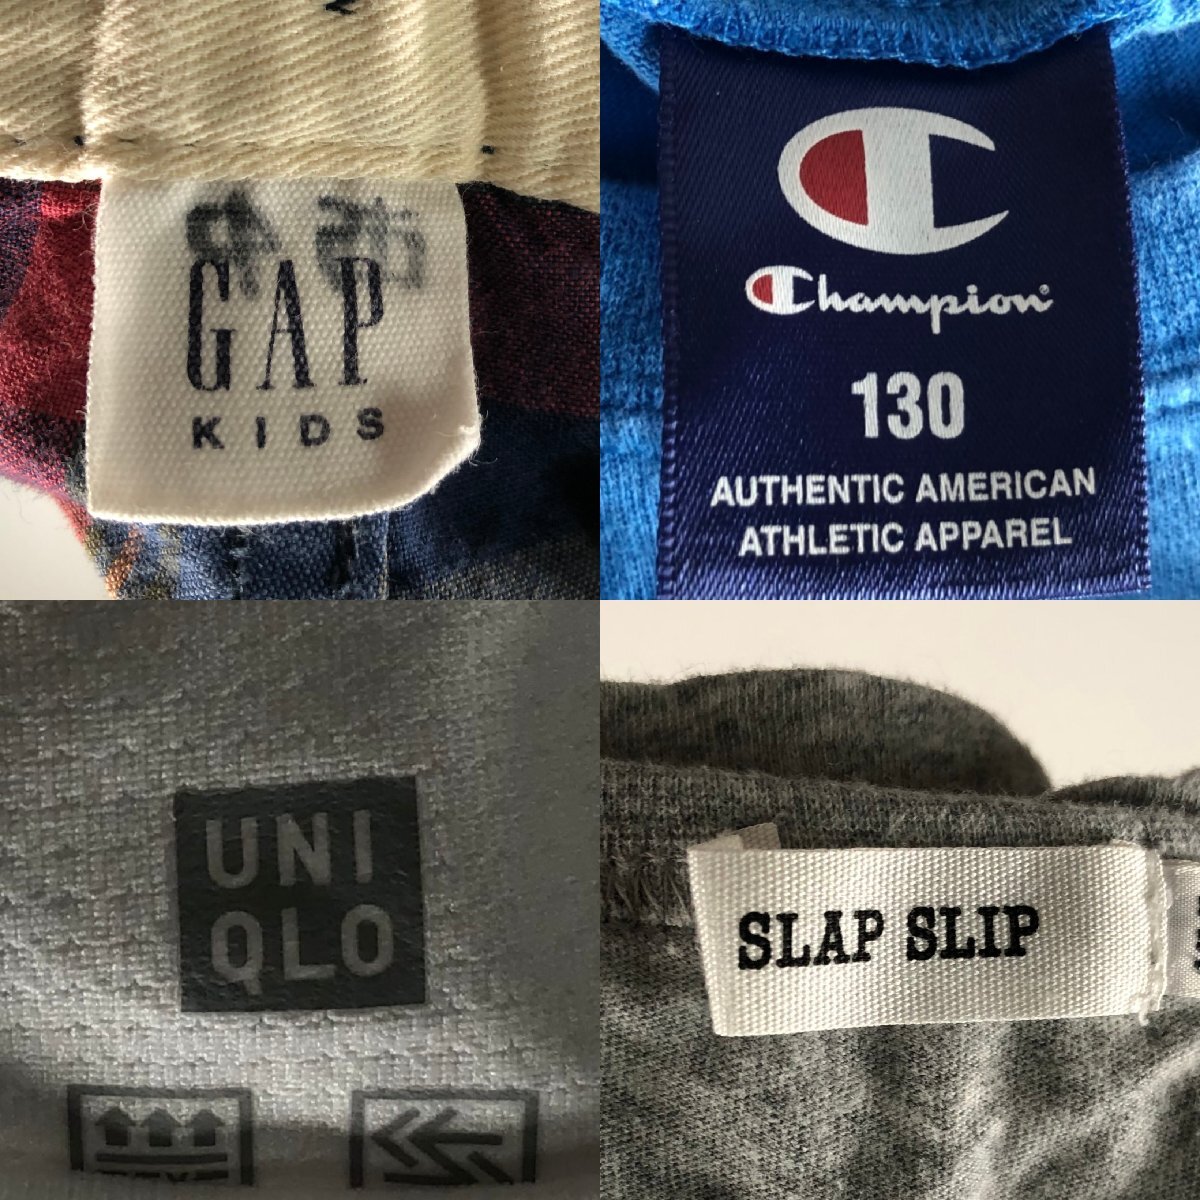 GAP
KIDS
Champion
130
AUTHENTIC AMERICAN
ATHLETIC APPAREL
UNI
QLO
SLAP SLIP